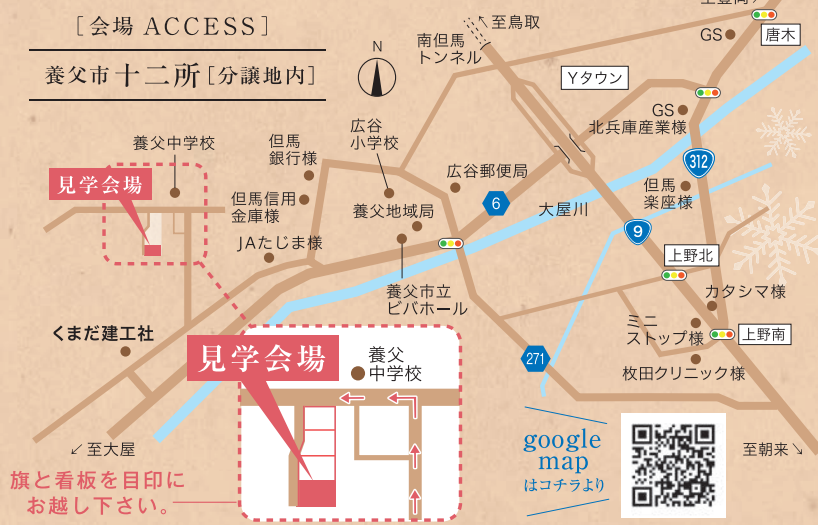 ［会場 ACCESS］
養父市十二所［分譲地内］
N
↖至鳥取
南但馬
トンネル
Yタウン
GS
唐木
GS
北兵庫産業様
312
但馬
楽座様
養父中学校
見学会場
但馬
銀行様
広谷
小学校
但馬信用
金庫様
広谷郵便局
養父地域局
6
大屋川
9
JAたじま様
上野北
養父市立
ビバホール
カタシマ様
ミニ
ストップ様
上野南
くまだ建工社
271
枚田クリニック様
見学会場
養父
中学校
↙至大屋
旗と看板を目印に
お越し下さい。
google
map
はコチラより
至朝来↘